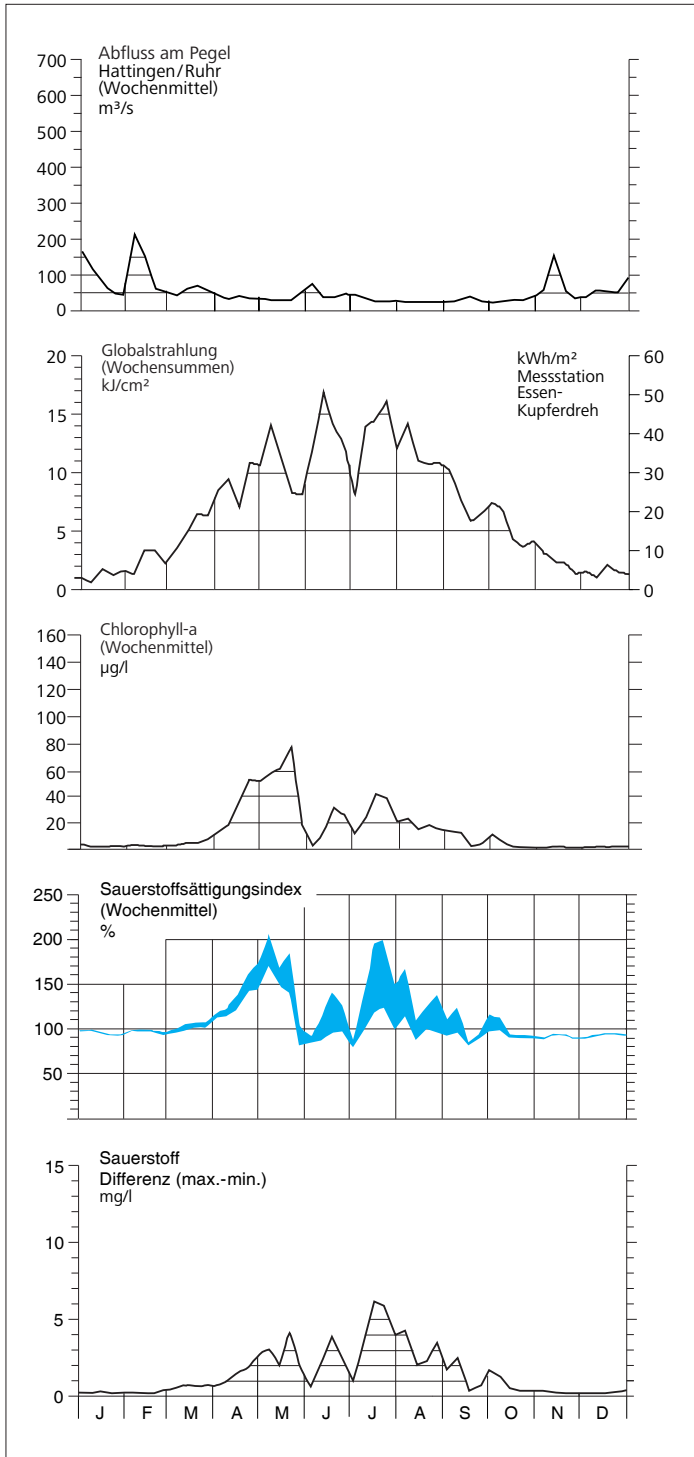 Abfluss am Pegel
Hattingen/Ruhr
(Wochenmittel)
m³/s
700
600
500
400
300
200
100
0
Globalstrahlung
(Wochensummen)
kJ/cm²
20
15
10
5
0
kWh/m²
Messstation
Essen-
Kupferdreh
60
50
40
30
20
10
0
Chlorophyll-a
(Wochenmittel)
µg/l
160
140
120
100
80
60
40
20
Sauerstoffsättigungsindex
(Wochenmittel)
%
250
200
150
100
50
Sauerstoff
Differenz (max.-min.)
mg/l
15
10
5
0
J F M A M J J A S O N D